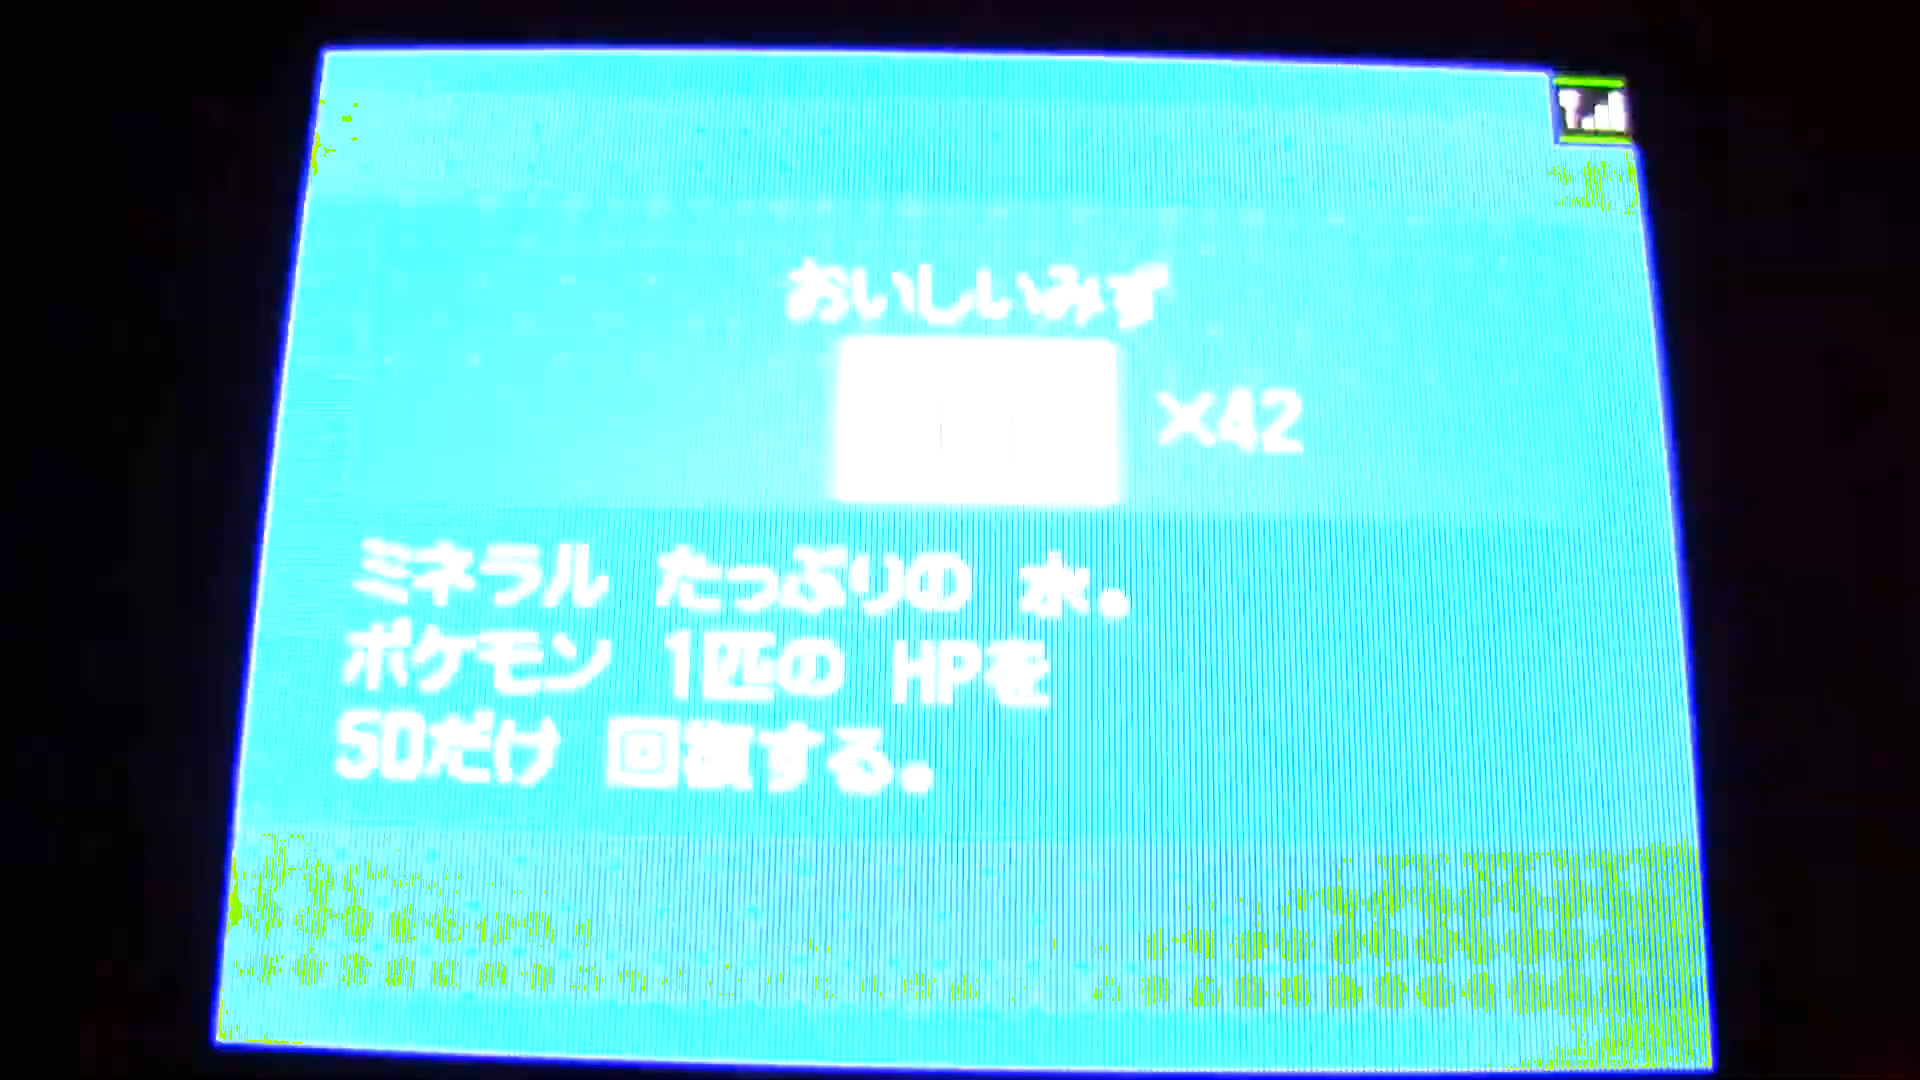 おいしいみず
×42
ミネラル たっぷりの 水。
ポケモン 1匹の HPを
50だけ 回復する。